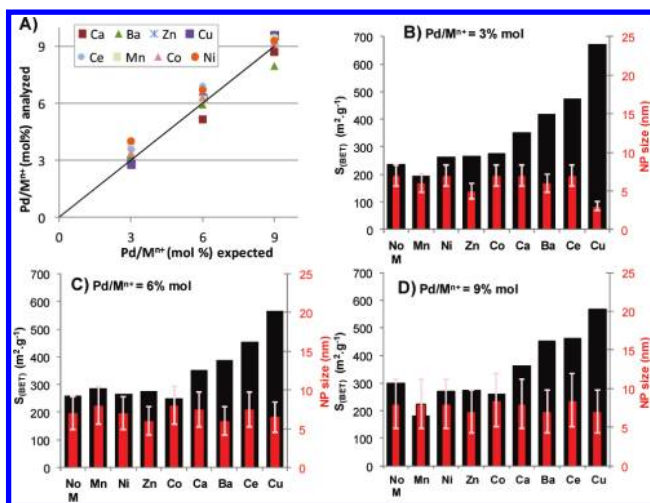 A)
Ca Ba Zn Cu
Ce Mn Co Ni
Pd/Mⁿ⁺ (mol%) analyzed
9
6
3
0
0 3 6 9
Pd/Mⁿ⁺ (mol %) expected
B) Pd/Mⁿ⁺ = 3% mol
S(BET) (m²·g⁻¹)
700
600
500
400
300
200
100
0
25
20
15
10
5
0
NP size (nm)
No M Mn Ni Zn Co Ca Ba Ce Cu
C) Pd/Mⁿ⁺ = 6% mol
S(BET) (m²·g⁻¹)
700
600
500
400
300
200
100
0
25
20
15
10
5
0
NP size (nm)
No M Mn Ni Zn Co Ca Ba Ce Cu
D) Pd/Mⁿ⁺ = 9% mol
S(BET) (m²·g⁻¹)
700
600
500
400
300
200
100
0
25
20
15
10
5
0
NP size (nm)
No M Mn Ni Zn Co Ca Ba Ce Cu